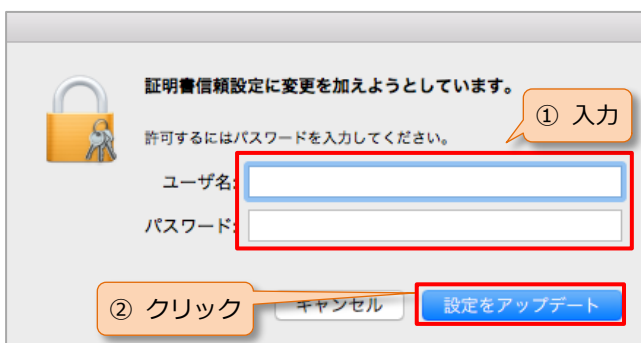 証明書信頼設定に変更を加えようとしています。
① 入力
許可するにはパスワードを入力してください。
ユーザ名:
パスワード:
② クリック
キャンセル
設定をアップデート